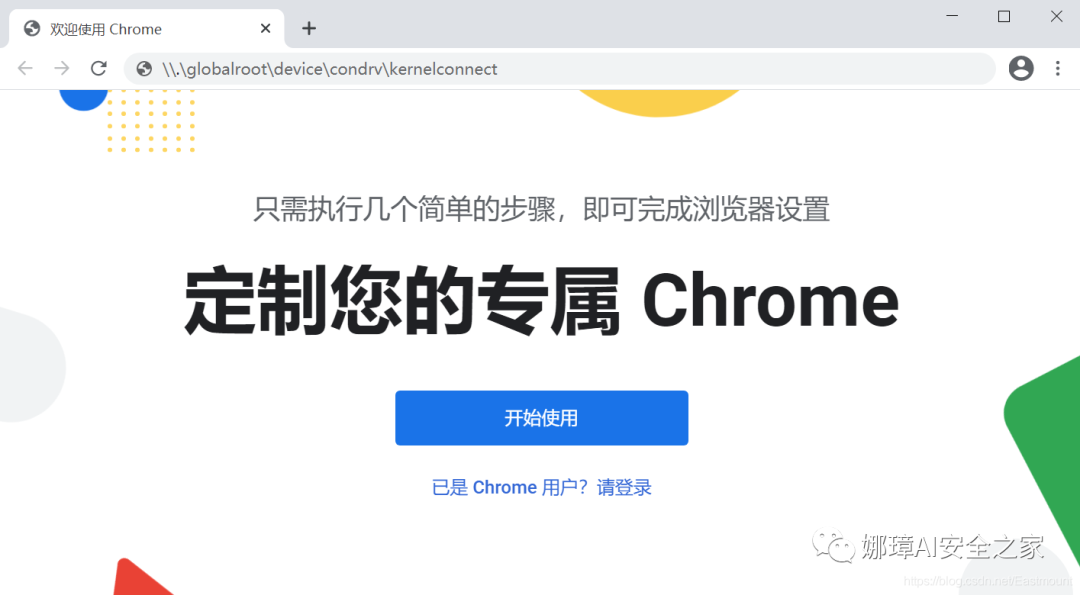 欢迎使用 Chrome
\\.\globalroot\device\condrv\kernelconnect
只需执行几个简单的步骤，即可完成浏览器设置
定制您的专属 Chrome
开始使用
已是 Chrome 用户？请登录
娜璋AI安全之家
https://blog.csdn.net/Eastmount